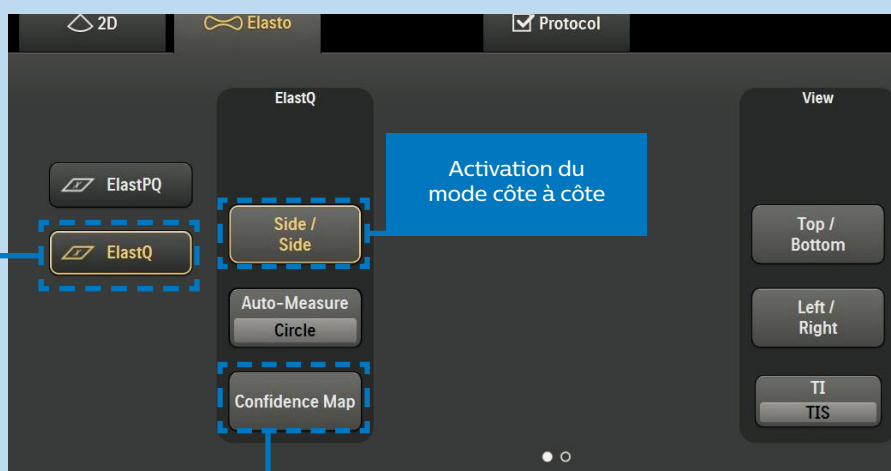 2D
Elasto
Protocol
ElastQ
View
ElastPQ
ElastQ
Side /
Side
Activation du
mode côte à côte
Top /
Bottom
Auto-Measure
Circle
Left /
Right
Confidence Map
TI
TIS